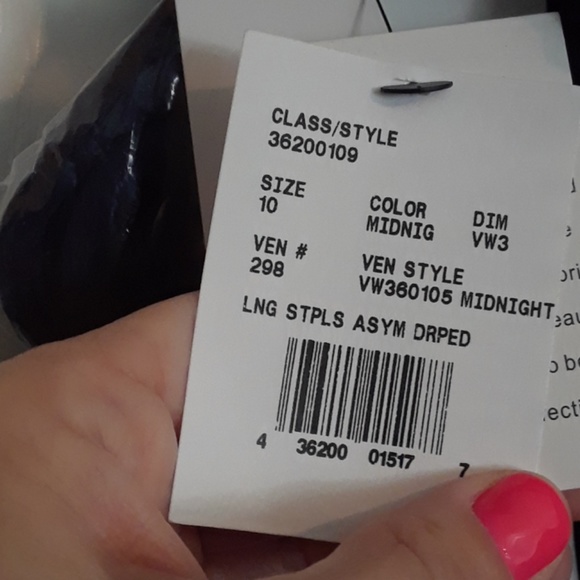 CLASS/STYLE
36200109
SIZE COLOR DIM
10 MIDNIG VW3
VEN # VEN STYLE
298 VW360105 MIDNIGHT
LNG STPLS ASYM DRPED
4 36200 01517 7